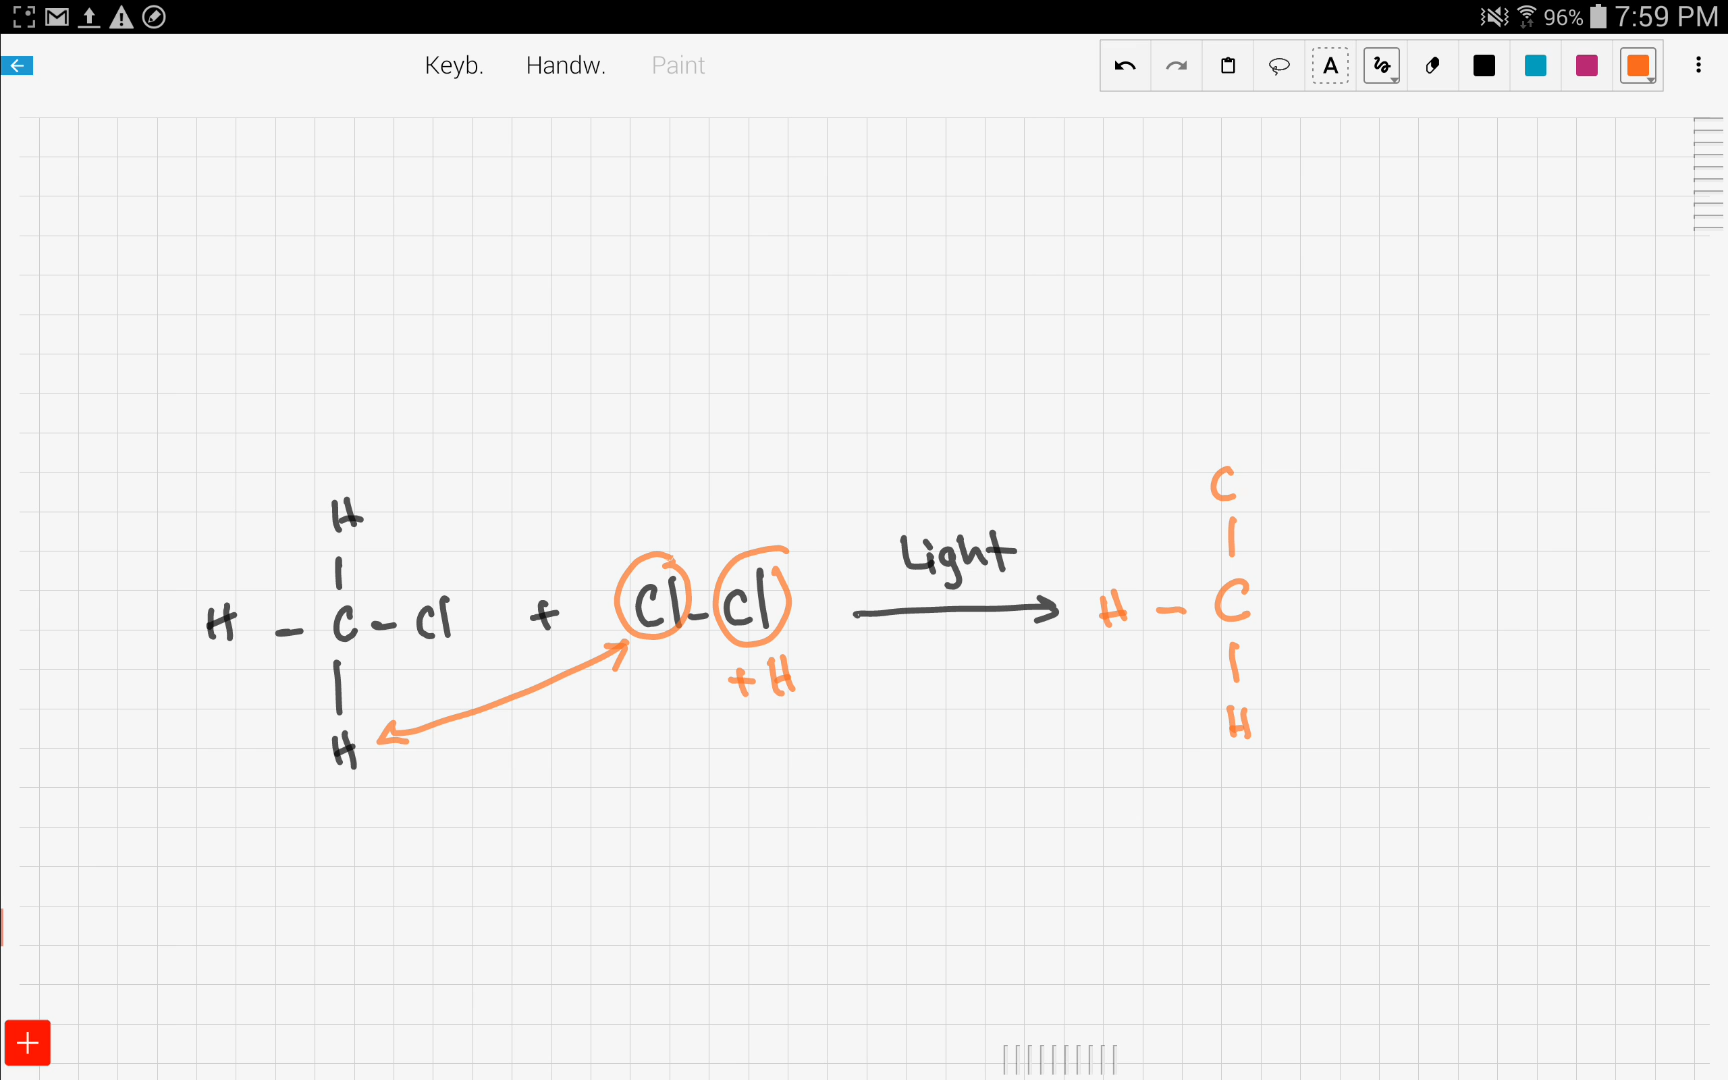 96% 7:59 PM
Keyb. Handw. Paint A
C
H
Light
H - C - Cl + Cl - Cl H - C
+ H
H
H